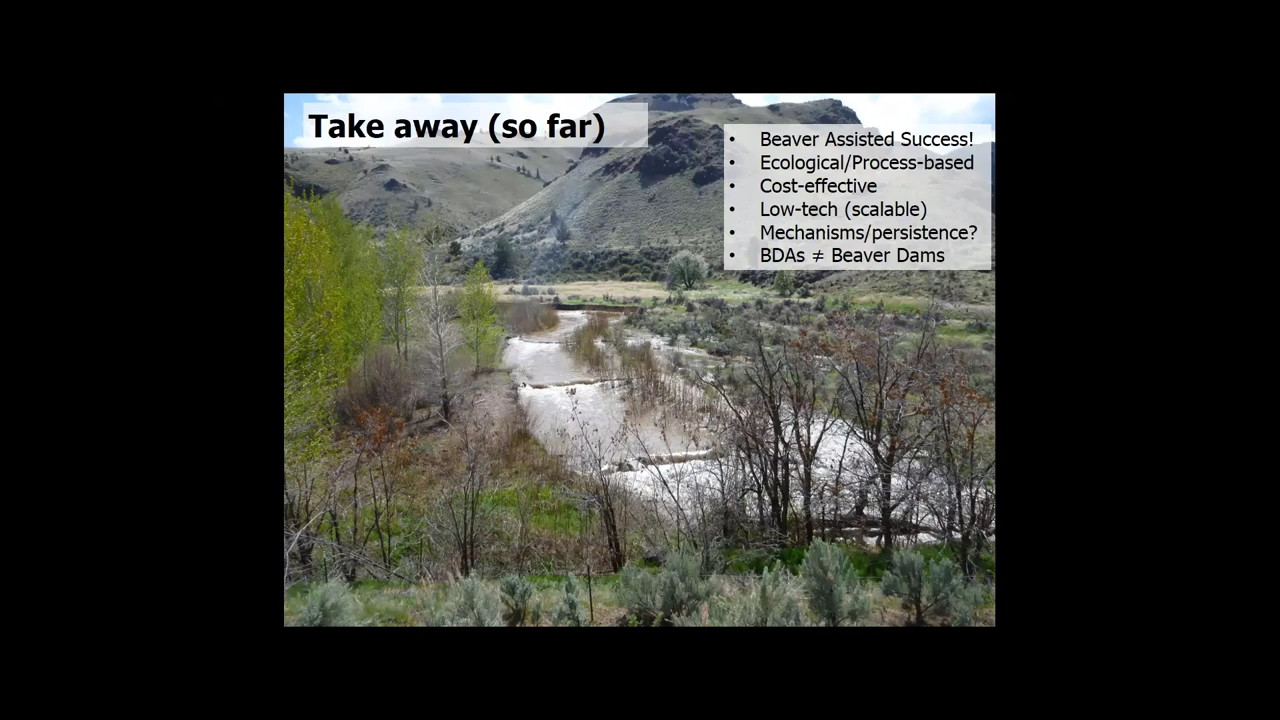 Take away (so far)
• Beaver Assisted Success!
• Ecological/Process-based
• Cost-effective
• Low-tech (scalable)
• Mechanisms/persistence?
• BDAs ≠ Beaver Dams